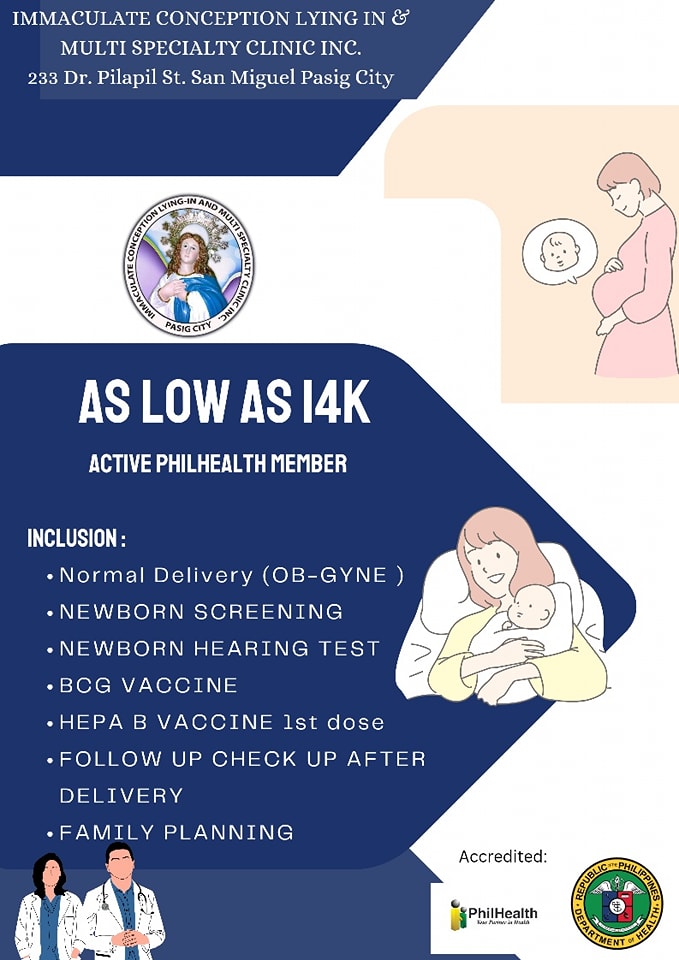 IMMACULATE CONCEPTION LYING IN &
MULTI SPECIALTY CLINIC INC.
233 Dr. Pilapil St. San Miguel Pasig City
IMMACULATE CONCEPTION LYING-IN AND MULTI SPECIALTY CLINIC INC.
PASIG CITY
AS LOW AS 14K
ACTIVE PHILHEALTH MEMBER
INCLUSION :
• Normal Delivery (OB-GYNE )
• NEWBORN SCREENING
• NEWBORN HEARING TEST
• BCG VACCINE
• HEPA B VACCINE 1st dose
• FOLLOW UP CHECK UP AFTER
DELIVERY
• FAMILY PLANNING
Accredited:
PhilHealth
Your Partner in Health
REPUBLIC OF THE PHILIPPINES
DEPARTMENT OF HEALTH